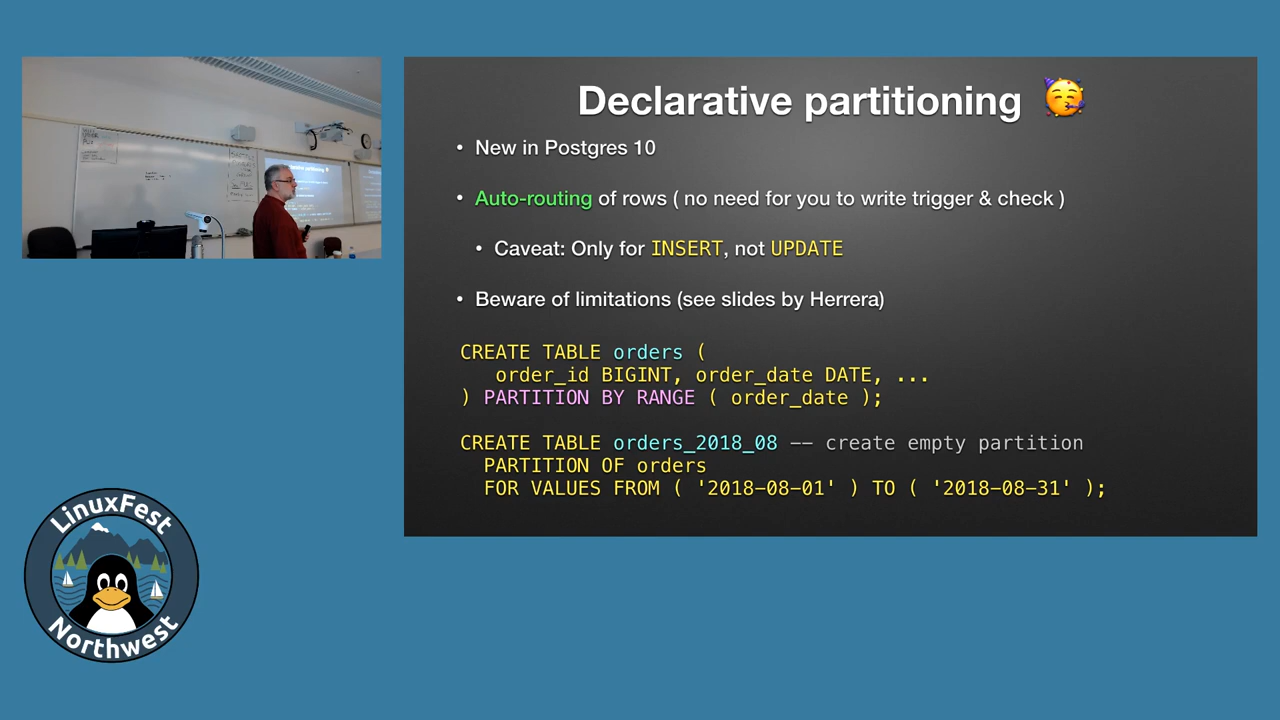 Declarative partitioning 🥳
• New in Postgres 10
• Auto-routing of rows ( no need for you to write trigger & check )
• Caveat: Only for INSERT, not UPDATE
• Beware of limitations (see slides by Herrera)
CREATE TABLE orders (
order_id BIGINT, order_date DATE, ...
) PARTITION BY RANGE ( order_date );
CREATE TABLE orders_2018_08 -- create empty partition
PARTITION OF orders
FOR VALUES FROM ( '2018-08-01' ) TO ( '2018-08-31' );
LinuxFest
Northwest